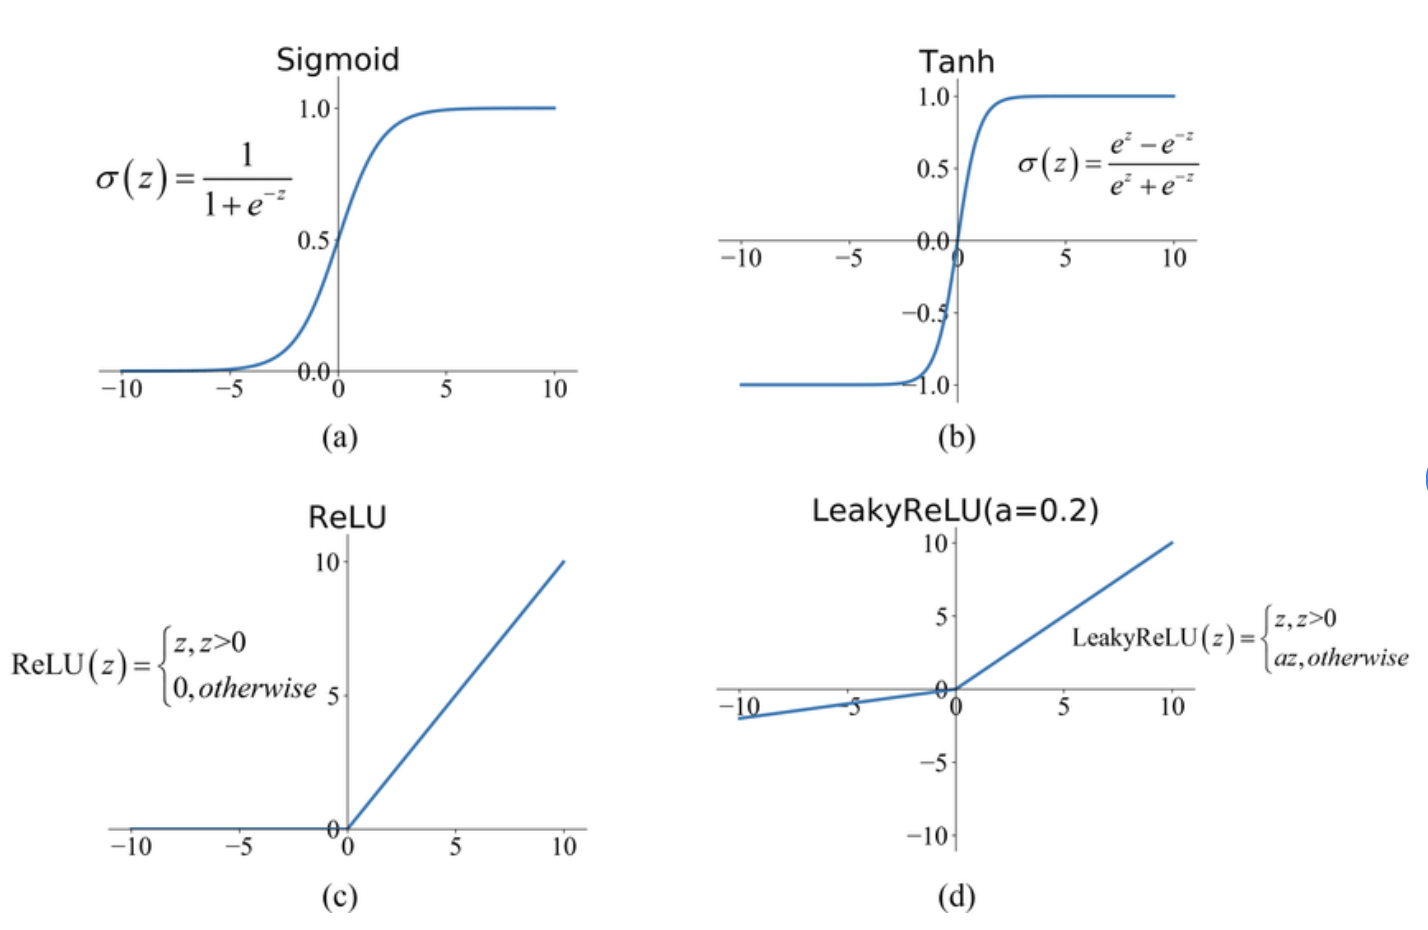 Sigmoid
1.0
σ(z) = 1 / (1+e^{−z})
0.5
0.0
−10 −5 0 5 10
(a)
Tanh
1.0
0.5
σ(z) = (e^z − e^{−z}) / (e^z + e^{−z})
0.0
−10 −5 0 5 10
−0.5
−1.0
(b)
ReLU
10
ReLU(z) = { z, z>0
0, otherwise
5
0
−10 −5 0 5 10
(c)
LeakyReLU(a=0.2)
10
5
LeakyReLU(z) = { z, z>0
az, otherwise
0
−10 −5 0 5 10
−5
−10
(d)